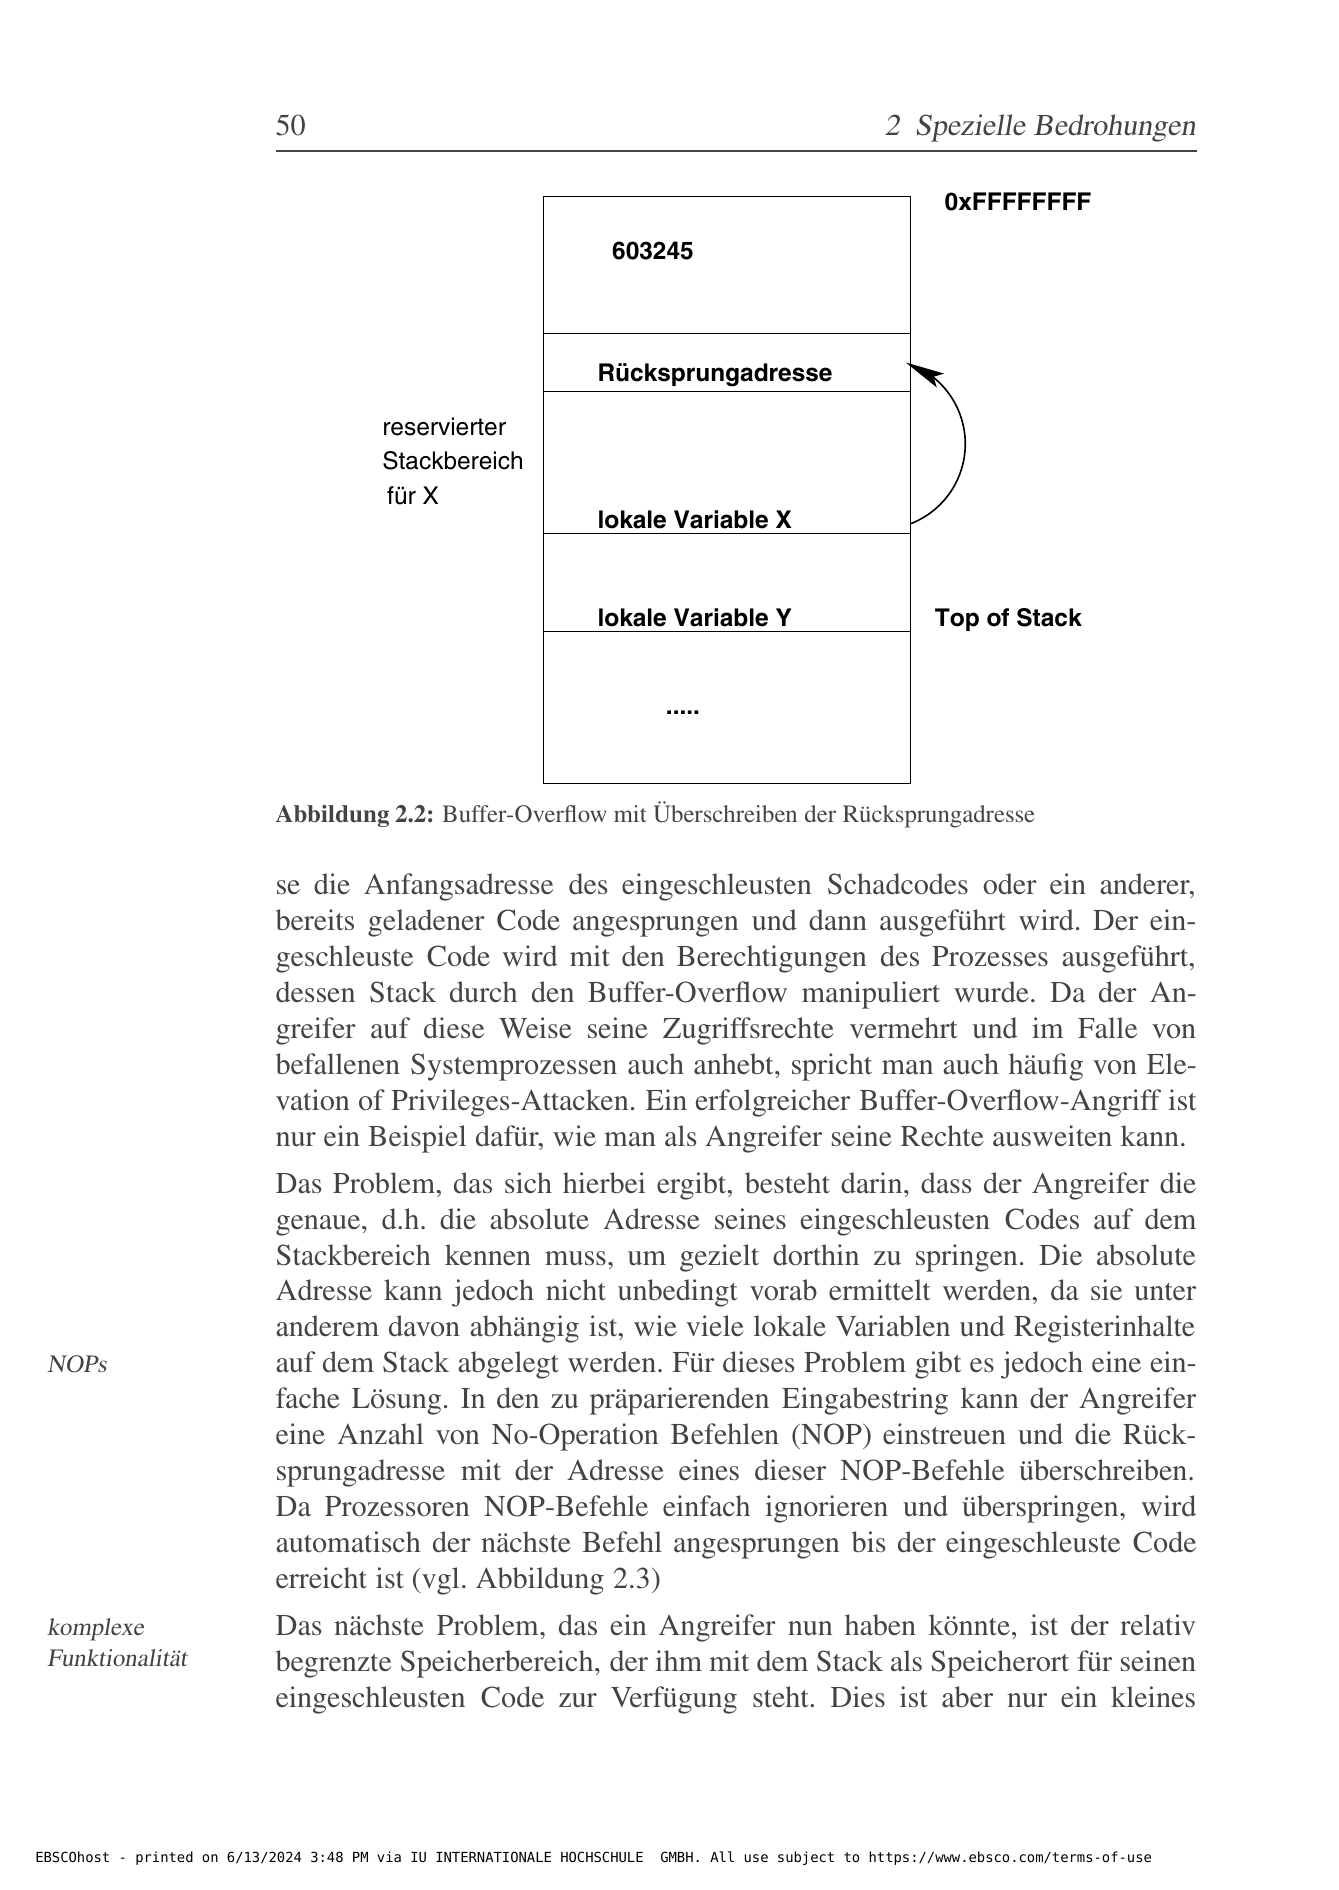 50
2 Spezielle Bedrohungen
0xFFFFFFFF
603245
Rücksprungadresse
reservierter
Stackbereich
für X
lokale Variable X
lokale Variable Y
Top of Stack
.....
Abbildung 2.2: Buffer-Overflow mit Überschreiben der Rücksprungadresse
se die Anfangsadresse des eingeschleusten Schadcodes oder ein anderer,
bereits geladener Code angesprungen und dann ausgeführt wird. Der ein-
geschleuste Code wird mit den Berechtigungen des Prozesses ausgeführt,
dessen Stack durch den Buffer-Overflow manipuliert wurde. Da der An-
greifer auf diese Weise seine Zugriffsrechte vermehrt und im Falle von
befallenen Systemprozessen auch anhebt, spricht man auch häufig von Ele-
vation of Privileges-Attacken. Ein erfolgreicher Buffer-Overflow-Angriff ist
nur ein Beispiel dafür, wie man als Angreifer seine Rechte ausweiten kann.
Das Problem, das sich hierbei ergibt, besteht darin, dass der Angreifer die
genaue, d.h. die absolute Adresse seines eingeschleusten Codes auf dem
Stackbereich kennen muss, um gezielt dorthin zu springen. Die absolute
Adresse kann jedoch nicht unbedingt vorab ermittelt werden, da sie unter
anderem davon abhängig ist, wie viele lokale Variablen und Registerinhalte
NOPs
auf dem Stack abgelegt werden. Für dieses Problem gibt es jedoch eine ein-
fache Lösung. In den zu präparierenden Eingabestring kann der Angreifer
eine Anzahl von No-Operation Befehlen (NOP) einstreuen und die Rück-
sprungadresse mit der Adresse eines dieser NOP-Befehle überschreiben.
Da Prozessoren NOP-Befehle einfach ignorieren und überspringen, wird
automatisch der nächste Befehl angesprungen bis der eingeschleuste Code
erreicht ist (vgl. Abbildung 2.3)
komplexe
Funktionalität
Das nächste Problem, das ein Angreifer nun haben könnte, ist der relativ
begrenzte Speicherbereich, der ihm mit dem Stack als Speicherort für seinen
eingeschleusten Code zur Verfügung steht. Dies ist aber nur ein kleines
EBSCOhost - printed on 6/13/2024 3:48 PM via IU INTERNATIONALE HOCHSCHULE  GMBH. All use subject to https://www.ebsco.com/terms-of-use